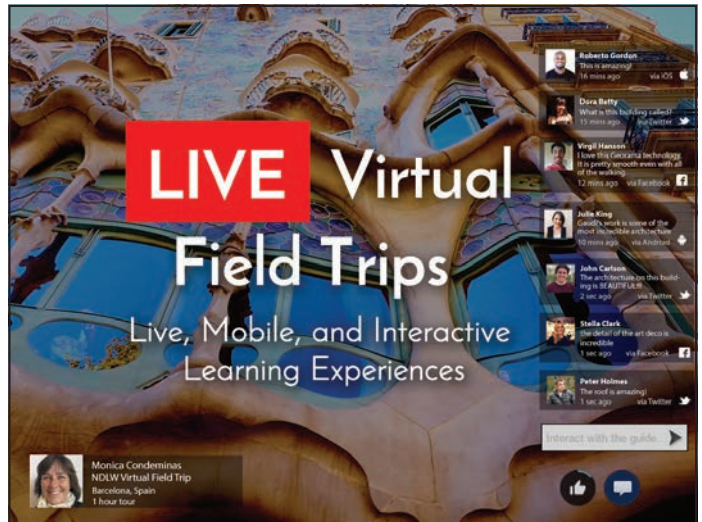 LIVE Virtual
Field Trips
Live, Mobile, and Interactive
Learning Experiences
Roberto Gordon
This is amazing!
16 mins ago via iOS
Dora Batty
What is this building called?
15 mins ago via Twitter
Virgil Hanson
I love this Georama technology.
It is pretty smooth even with all
of the walking.
12 mins ago via Facebook
Julie King
Gaudi's work is some of the
most incredible architecture
10 mins ago via Android
John Carlson
The architecture on this build-
ing is BEAUTIFUL!!!
2 sec ago via Twitter
Stella Clark
the detail of the art deco is
incredible
1 sec ago via Facebook
Peter Holmes
The roof is amazing!
1 sec ago via Twitter
Interact with the guide...
Monica Condeminas
NDLW Virtual Field Trip
Barcelona, Spain
1 hour tour